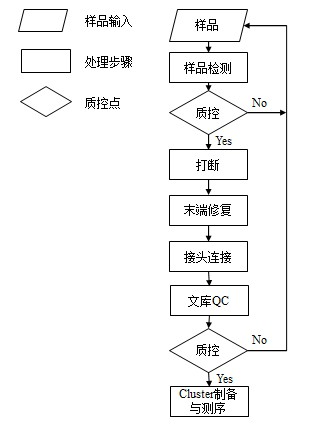 样品输入
处理步骤
质控点
样品
样品检测
质控
No
Yes
打断
末端修复
接头连接
文库QC
质控
No
Yes
Cluster制备
与测序